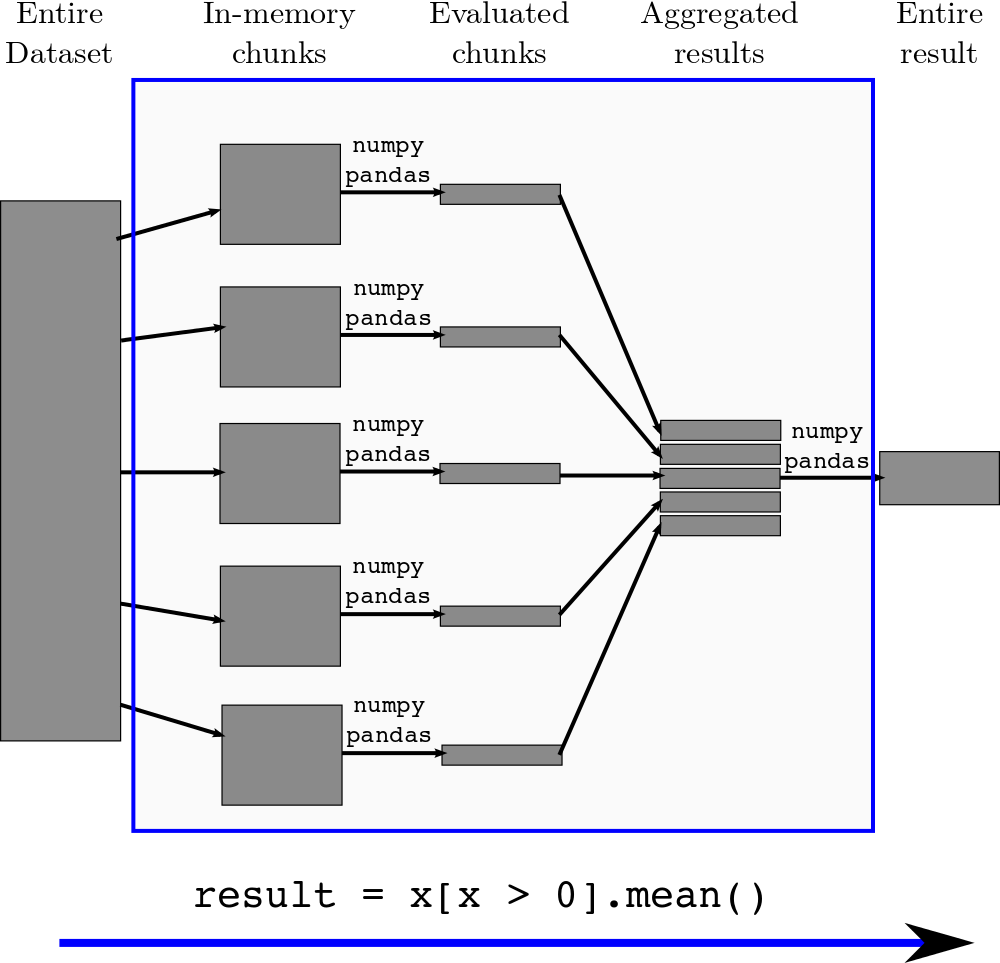 Entire
Dataset
In-memory
chunks
Evaluated
chunks
Aggregated
results
Entire
result
numpy
pandas
numpy
pandas
numpy
pandas
numpy
pandas
numpy
pandas
numpy
pandas
result = x[x > 0].mean()